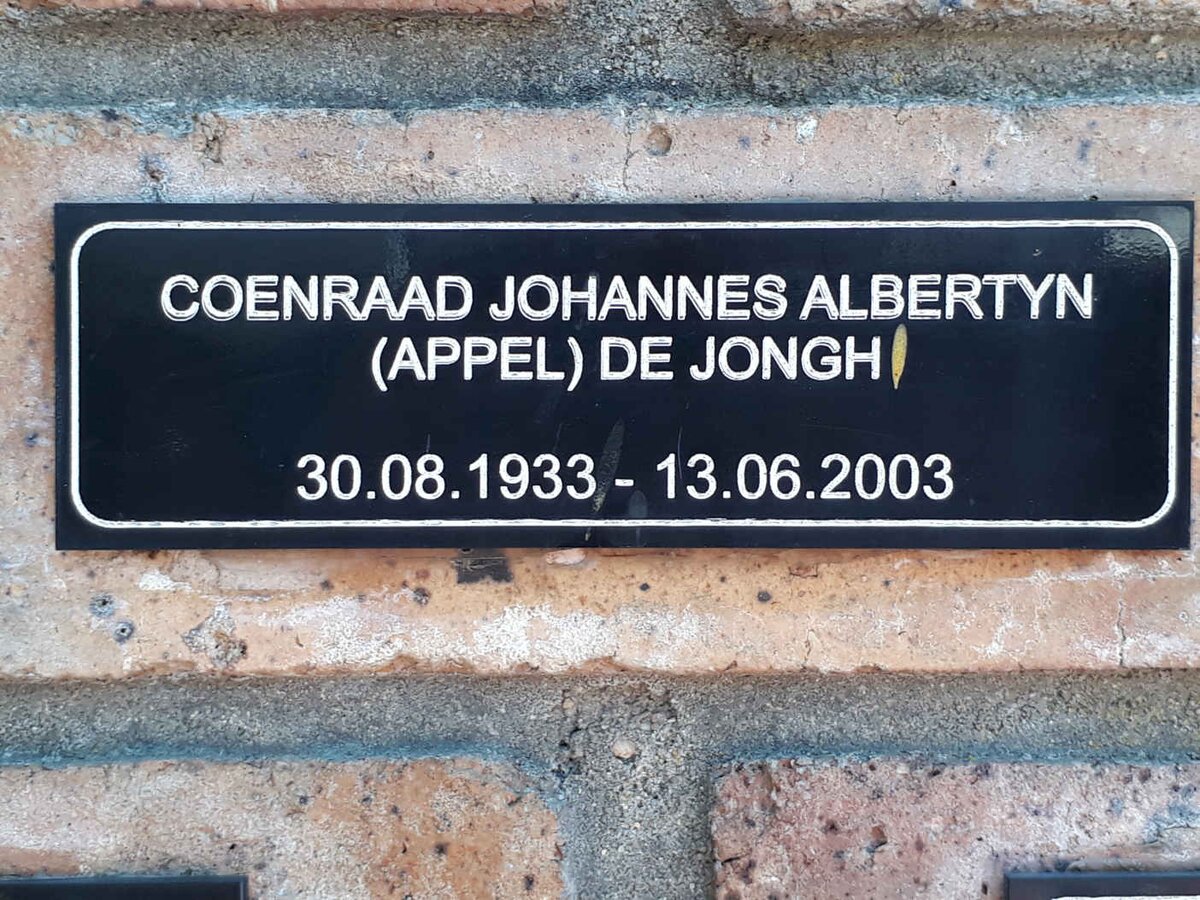 COENRAAD JOHANNES ALBERTYN
(APPEL) DE JONGH
30.08.1933 - 13.06.2003